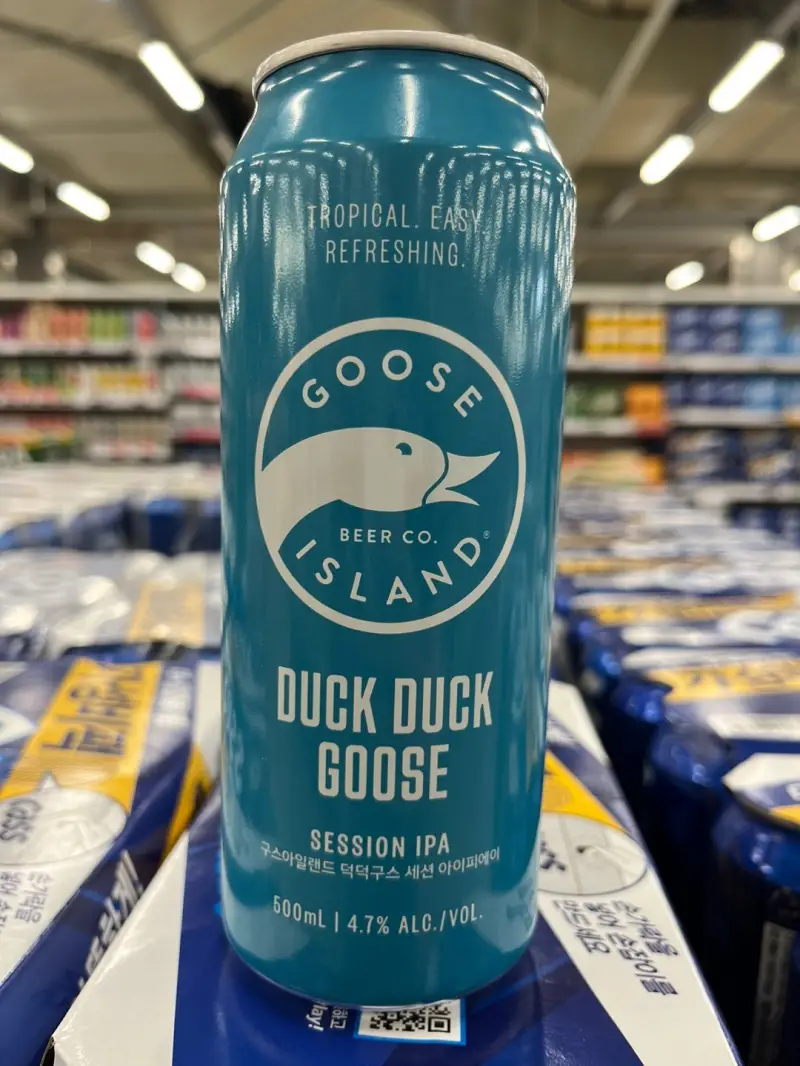 TROPICAL. EASY.
REFRESHING.
GOOSE
BEER CO.
ISLAND®
DUCK DUCK
GOOSE
SESSION IPA
구스아일랜드 덕덕구스 세션 아이피에이
500mL | 4.7% ALC./VOL.
Cass